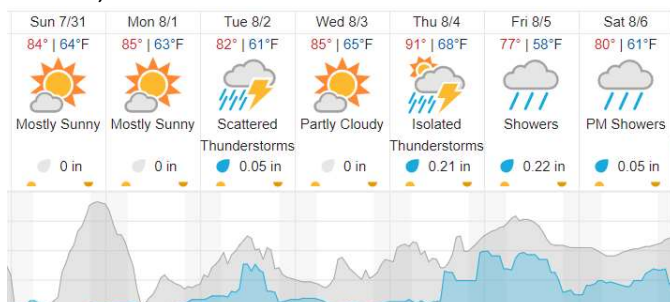 Sun 7/31 Mon 8/1 Tue 8/2 Wed 8/3 Thu 8/4 Fri 8/5 Sat 8/6
84° | 64°F 85° | 63°F 82° | 61°F 85° | 65°F 91° | 68°F 77° | 58°F 80° | 61°F
Mostly Sunny Mostly Sunny Scattered Partly Cloudy Isolated Showers PM Showers
Thunderstorms Thunderstorms
0 in 0 in 0.05 in 0 in 0.21 in 0.22 in 0.05 in